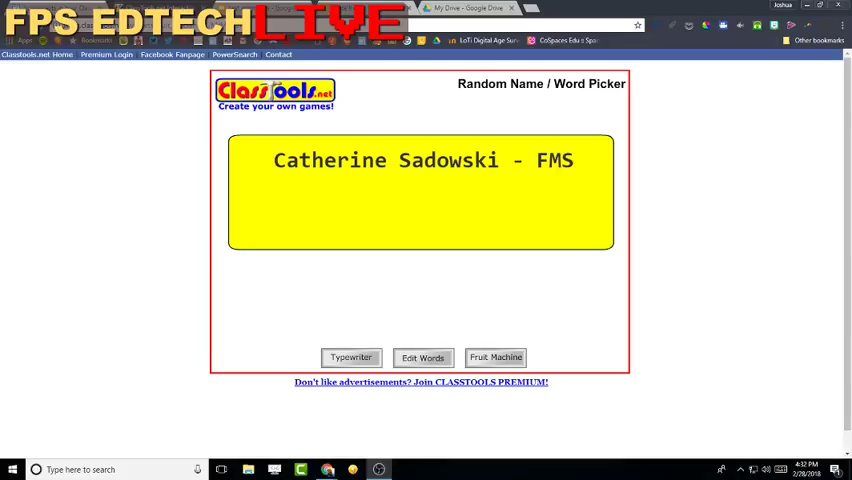 FPS EDTECH LIVE
My Drive - Google Drive
Joshua
Apps
Bookmarks
LoTi Digital Age Sur
CoSpaces Edu
Other bookmarks
Classtools.net Home
Premium Login
Facebook Fanpage
PowerSearch
Contact
ClassTools.net
Create your own games!
Random Name / Word Picker
Catherine Sadowski - FMS
Typewriter
Edit Words
Fruit Machine
Don't like advertisements? Join CLASSTOOLS PREMIUM!
Type here to search
4:32 PM
2/28/2018